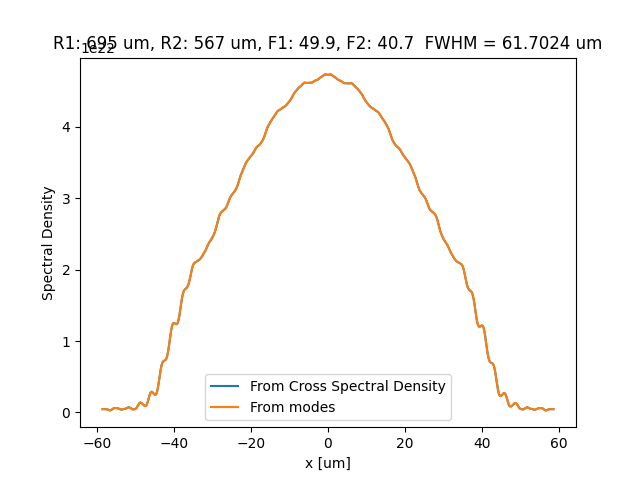 R1: 695 um, R2: 567 um, F1: 49.9, F2: 40.7  FWHM = 61.7024 um
1e22
4
3
2
1
0
Spectral Density
From Cross Spectral Density
From modes
−60 −40 −20 0 20 40 60
x [um]